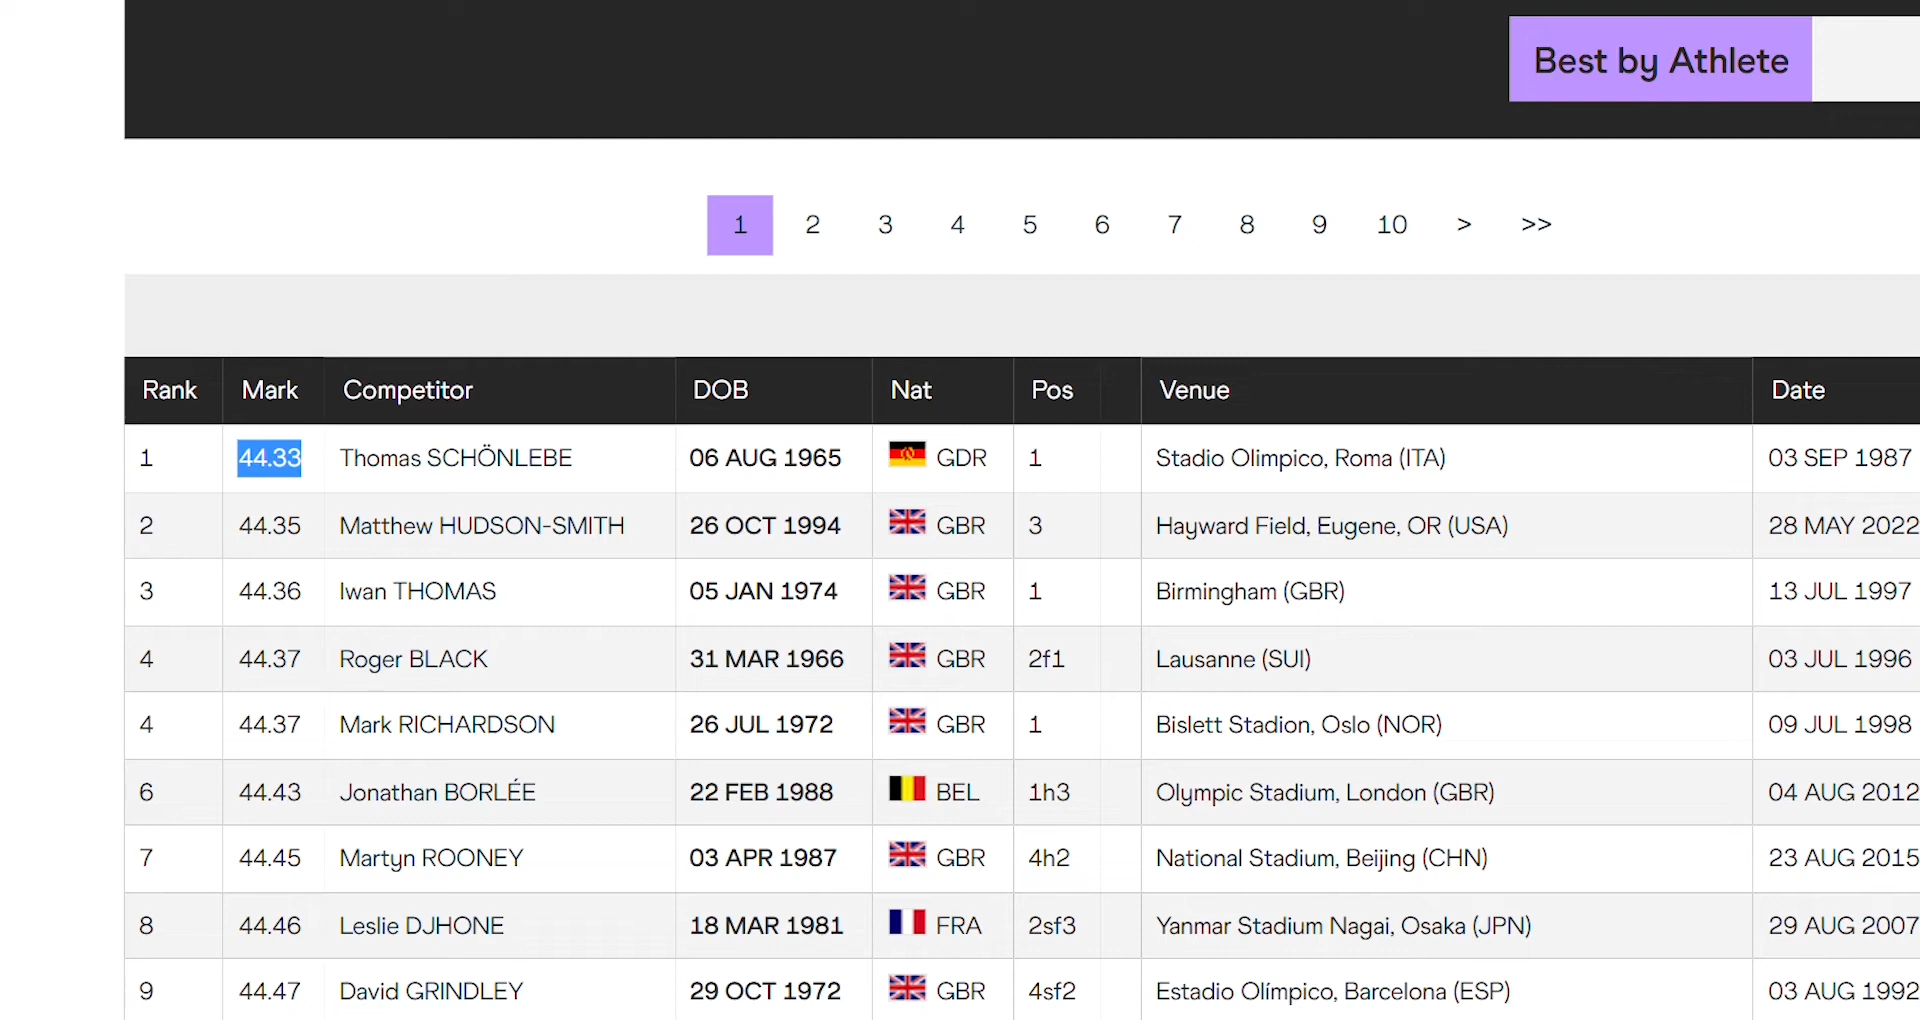 Best by Athlete
1 2 3 4 5 6 7 8 9 10 > >>
Rank Mark Competitor DOB Nat Pos Venue Date
1 44.33 Thomas SCHÖNLEBE 06 AUG 1965 GDR 1 Stadio Olimpico, Roma (ITA) 03 SEP 1987
2 44.35 Matthew HUDSON-SMITH 26 OCT 1994 GBR 3 Hayward Field, Eugene, OR (USA) 28 MAY 2022
3 44.36 Iwan THOMAS 05 JAN 1974 GBR 1 Birmingham (GBR) 13 JUL 1997
4 44.37 Roger BLACK 31 MAR 1966 GBR 2f1 Lausanne (SUI) 03 JUL 1996
4 44.37 Mark RICHARDSON 26 JUL 1972 GBR 1 Bislett Stadion, Oslo (NOR) 09 JUL 1998
6 44.43 Jonathan BORLÉE 22 FEB 1988 BEL 1h3 Olympic Stadium, London (GBR) 04 AUG 2012
7 44.45 Martyn ROONEY 03 APR 1987 GBR 4h2 National Stadium, Beijing (CHN) 23 AUG 2015
8 44.46 Leslie DJHONE 18 MAR 1981 FRA 2sf3 Yanmar Stadium Nagai, Osaka (JPN) 29 AUG 2007
9 44.47 David GRINDLEY 29 OCT 1972 GBR 4sf2 Estadio Olímpico, Barcelona (ESP) 03 AUG 1992